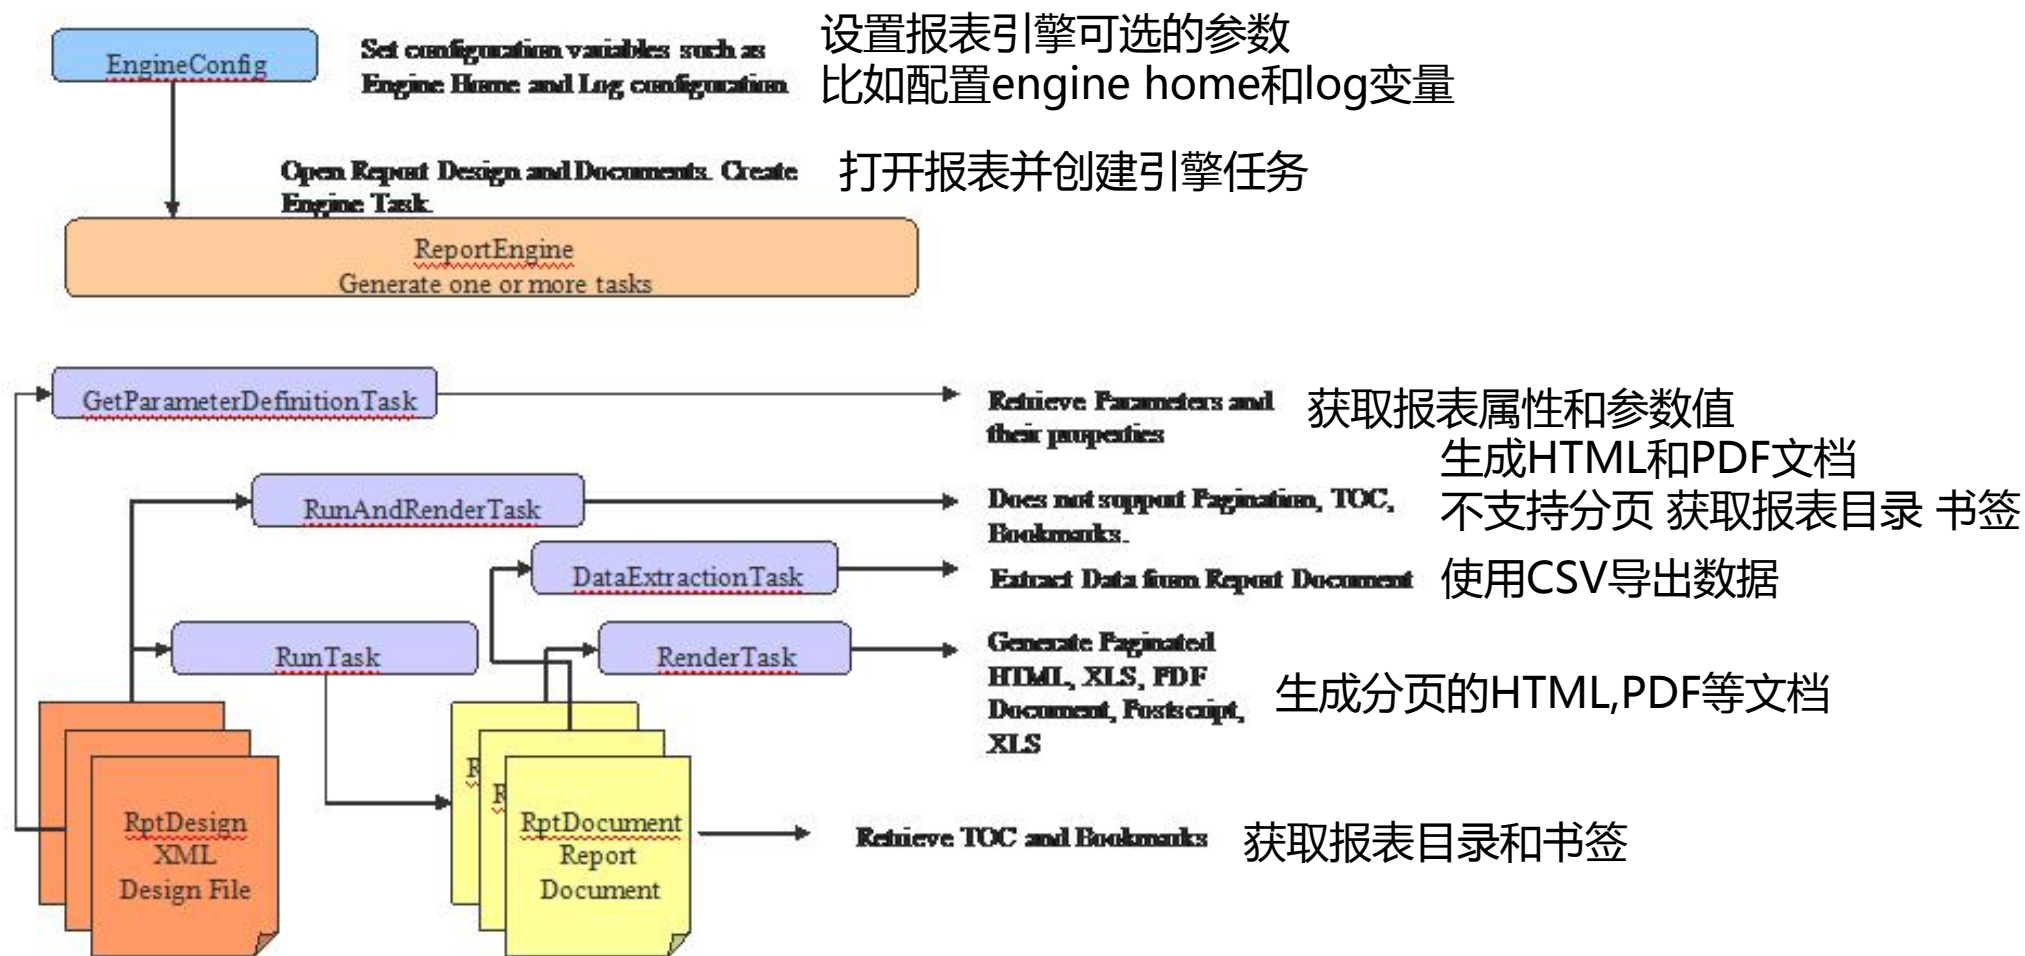 EngineConfig
Set configuration variables such as
Engine Home and Log configuration
设置报表引擎可选的参数
比如配置engine home和log变量
Open Report Design and Documents. Create
Engine Task.
打开报表并创建引擎任务
ReportEngine
Generate one or more tasks
GetParameterDefinitionTask
Retrieve Parameters and
their properties
获取报表属性和参数值
RunAndRenderTask
Does not support Pagination, TOC,
Bookmarks.
生成HTML和PDF文档
不支持分页 获取报表目录 书签
DataExtractionTask
Extract Data from Report Document
使用CSV导出数据
RunTask
RenderTask
Generate Paginated
HTML, XLS, PDF
Document, Postscript,
XLS
生成分页的HTML,PDF等文档
RptDesign
XML
Design File
R
R
RptDocument
Report
Document
Retrieve TOC and Bookmarks
获取报表目录和书签